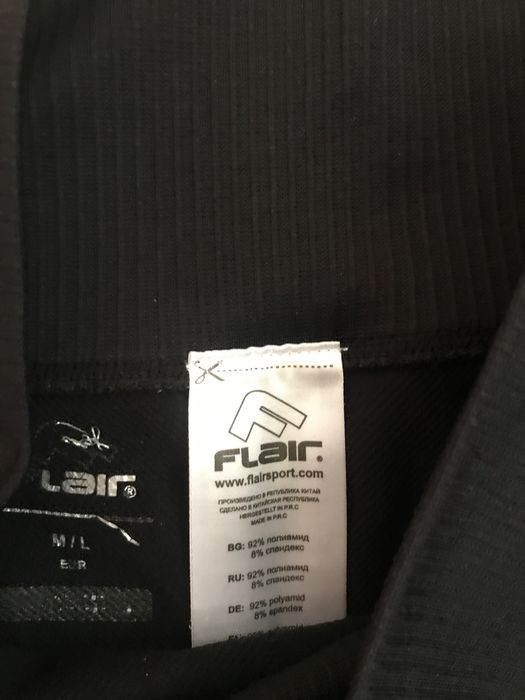 FLaIr.
www.flairsport.com
ПРОИЗВЕДЕНО В РЕПУБЛИКА КИТАЙ
СДЕЛАНО В КИТАЙСКАЯ РЕСПУБЛИКА
HERGESTELLT IN P.R.C
MADE IN P.R.C
BG: 92% полиамид
8% спандекс
RU: 92% полиамид
8% спандекс
DE: 92% polyamid
8% spandex
Lair®
M / L
EUR